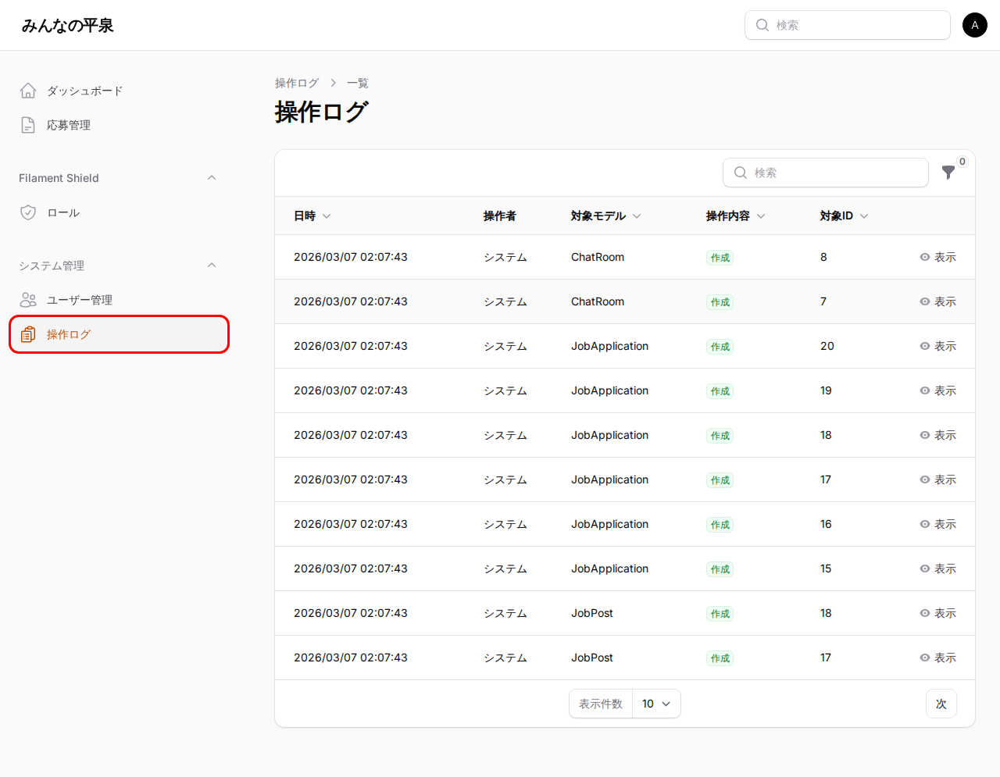 みんなの平泉
検索
A
ダッシュボード
応募管理
Filament Shield
ロール
システム管理
ユーザー管理
操作ログ
操作ログ 一覧
操作ログ
検索
0
日時 操作者 対象モデル 操作内容 対象ID
2026/03/07 02:07:43 システム ChatRoom 作成 8 表示
2026/03/07 02:07:43 システム ChatRoom 作成 7 表示
2026/03/07 02:07:43 システム JobApplication 作成 20 表示
2026/03/07 02:07:43 システム JobApplication 作成 19 表示
2026/03/07 02:07:43 システム JobApplication 作成 18 表示
2026/03/07 02:07:43 システム JobApplication 作成 17 表示
2026/03/07 02:07:43 システム JobApplication 作成 16 表示
2026/03/07 02:07:43 システム JobApplication 作成 15 表示
2026/03/07 02:07:43 システム JobPost 作成 18 表示
2026/03/07 02:07:43 システム JobPost 作成 17 表示
表示件数 10
次